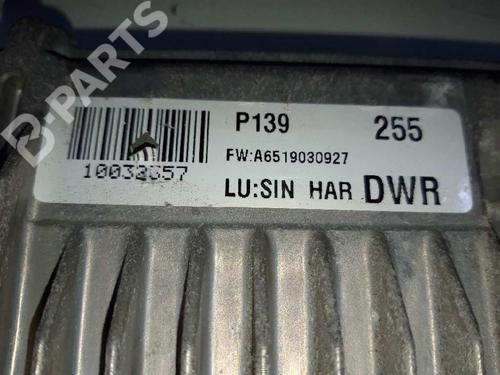 B-PARTS
P139 255
FW:A6519030927
LU:SIN HAR DWR